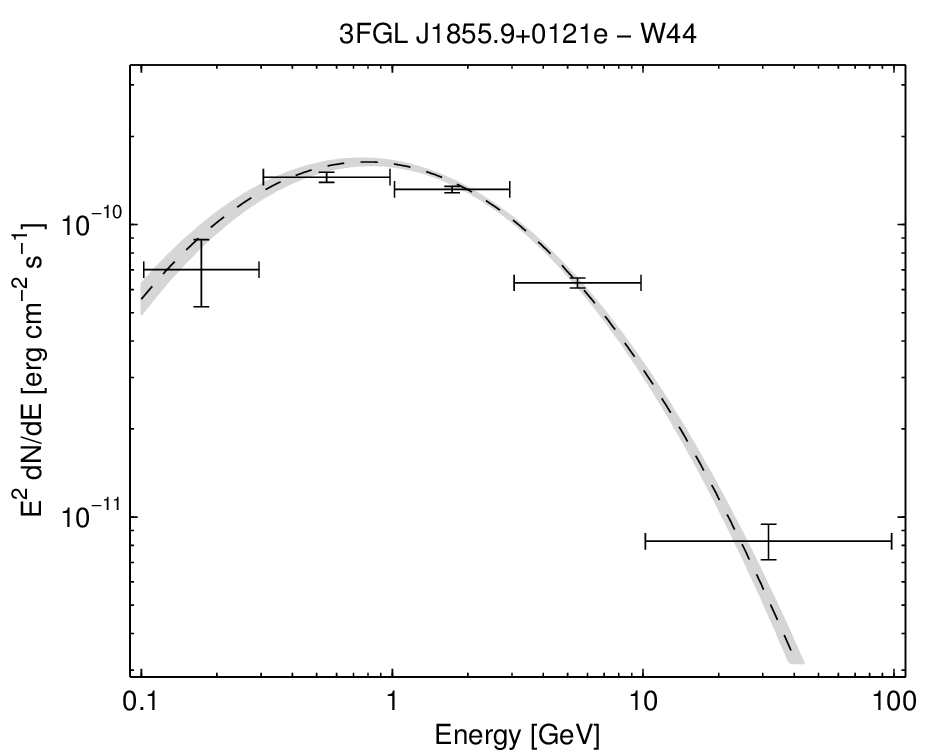 3FGL J1855.9+0121e − W44
E² dN/dE [erg cm⁻² s⁻¹]
10⁻¹⁰
10⁻¹¹
0.1 1 10 100
Energy [GeV]